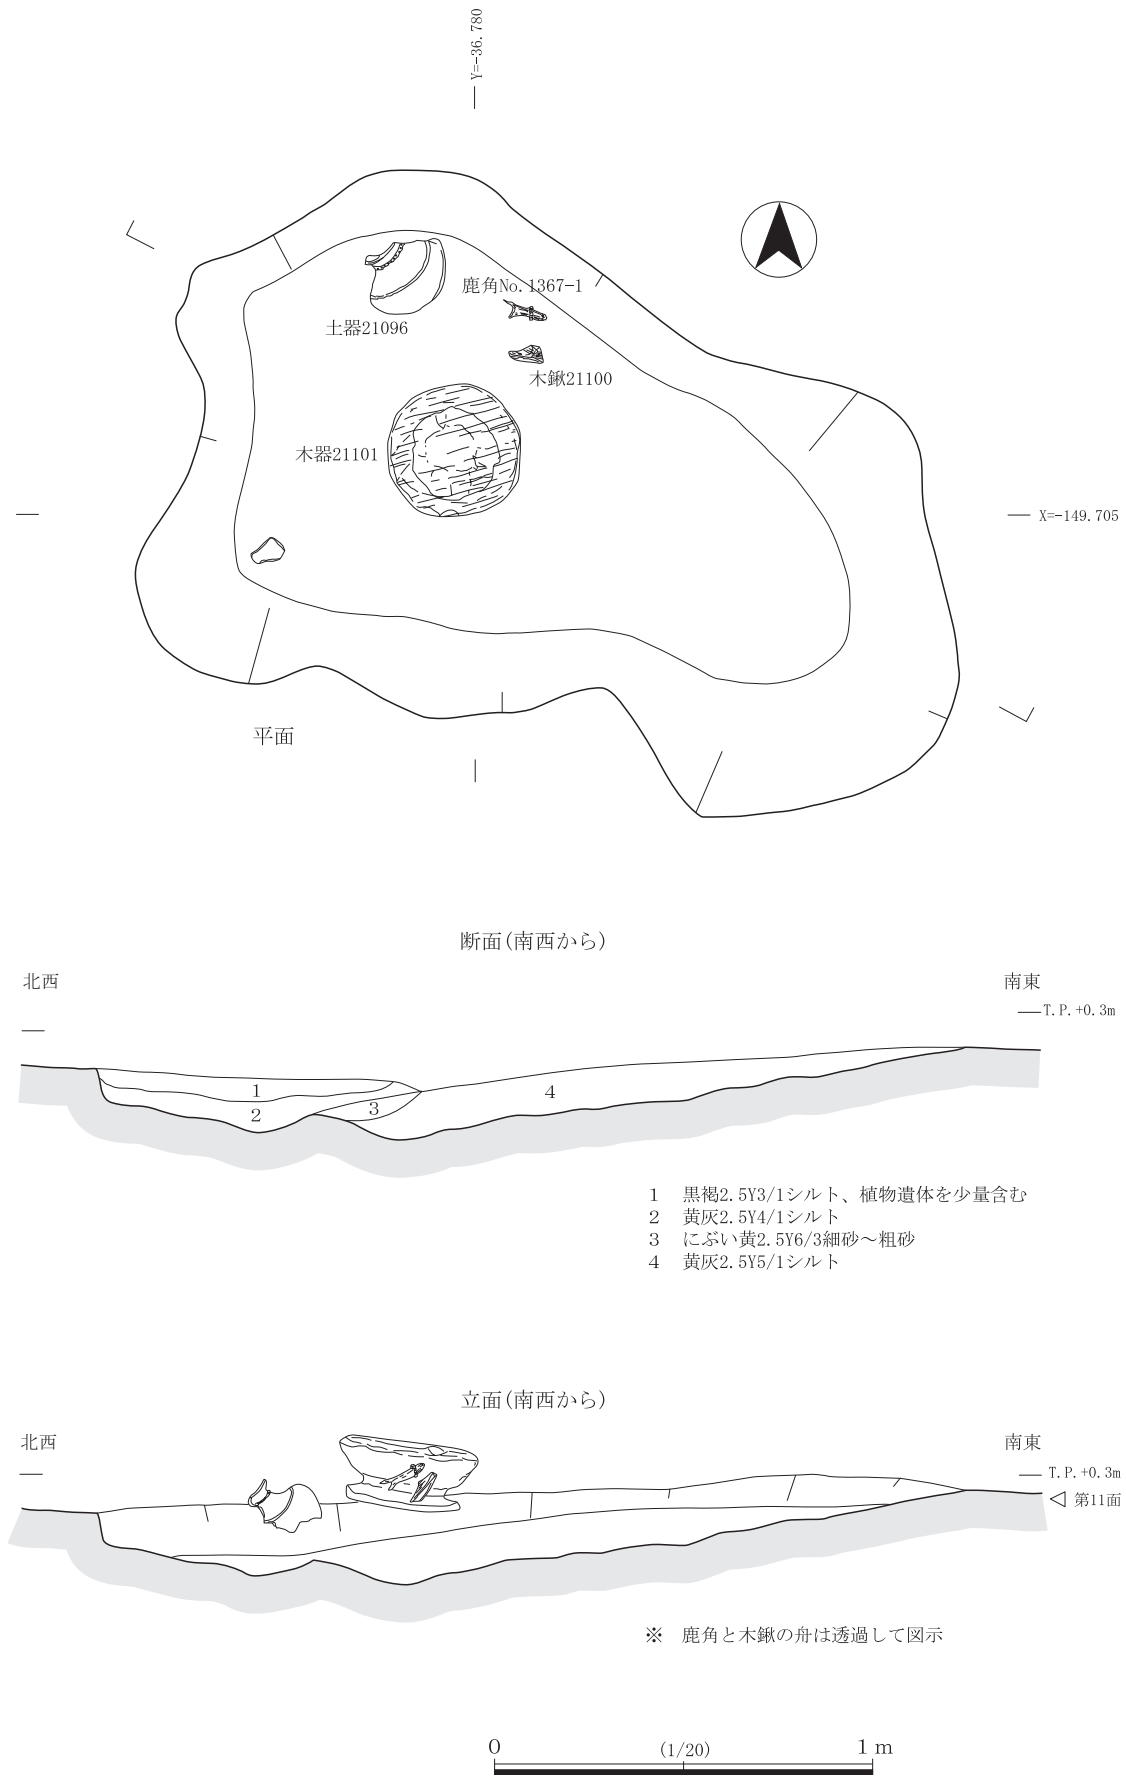 Y=-36.780
鹿角No.1367-1
土器21096
木鍬21100
木器21101
X=-149.705
平面
断面(南西から)
北西
南東
T.P.+0.3m
1
2
3
4
1 黒褐2.5Y3/1シルト、植物遺体を少量含む
2 黄灰2.5Y4/1シルト
3 にぶい黄2.5Y6/3細砂～粗砂
4 黄灰2.5Y5/1シルト
立面(南西から)
北西
南東
T.P.+0.3m
第11面
※ 鹿角と木鍬の舟は透過して図示
0 (1/20) 1m